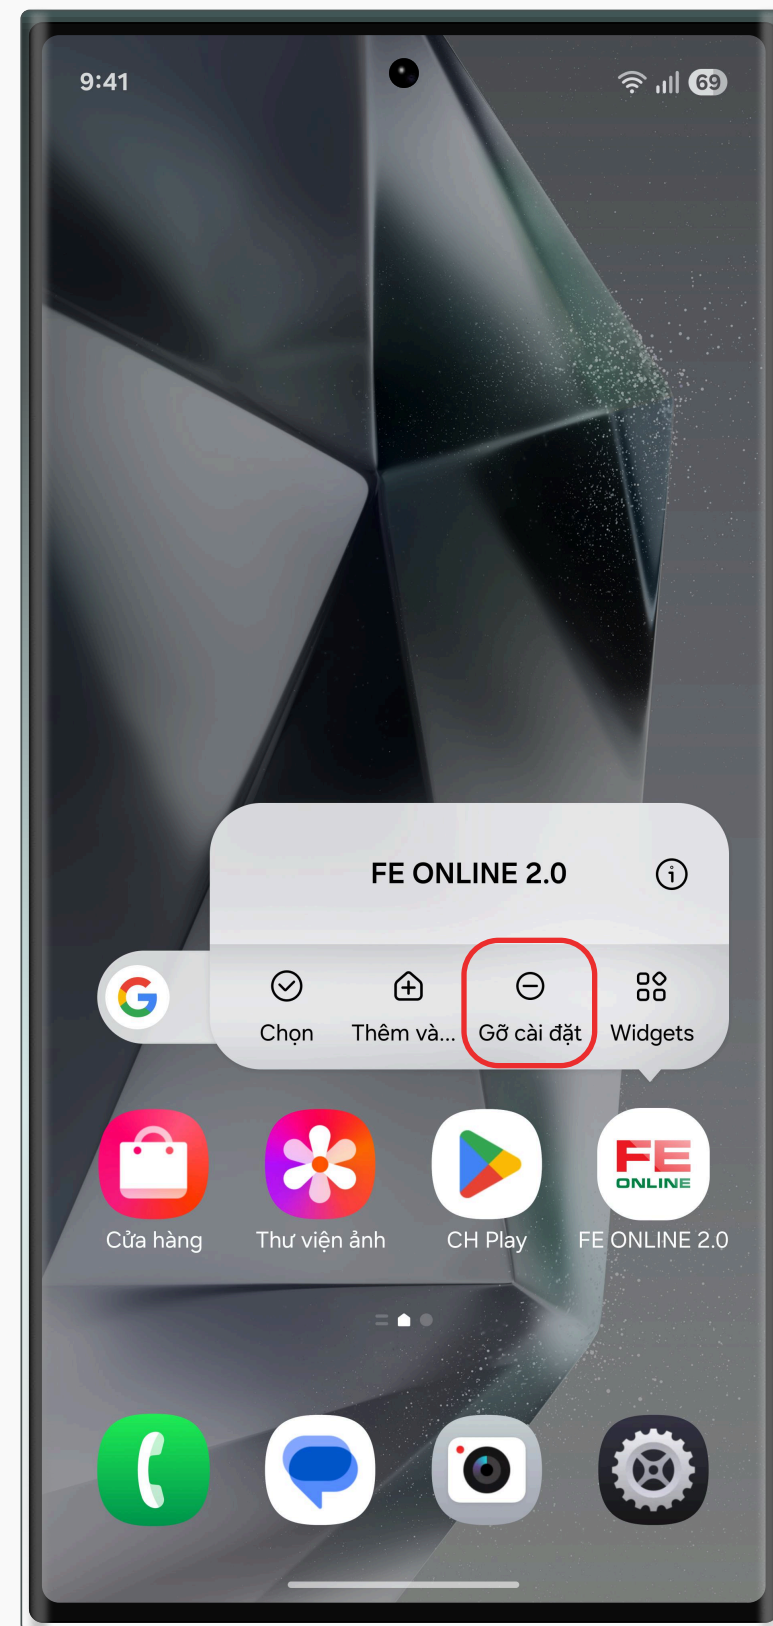 9:41
69
FE ONLINE 2.0
Chọn
Thêm và...
Gỡ cài đặt
Widgets
G
FE
ONLINE
Cửa hàng
Thư viện ảnh
CH Play
FE ONLINE 2.0